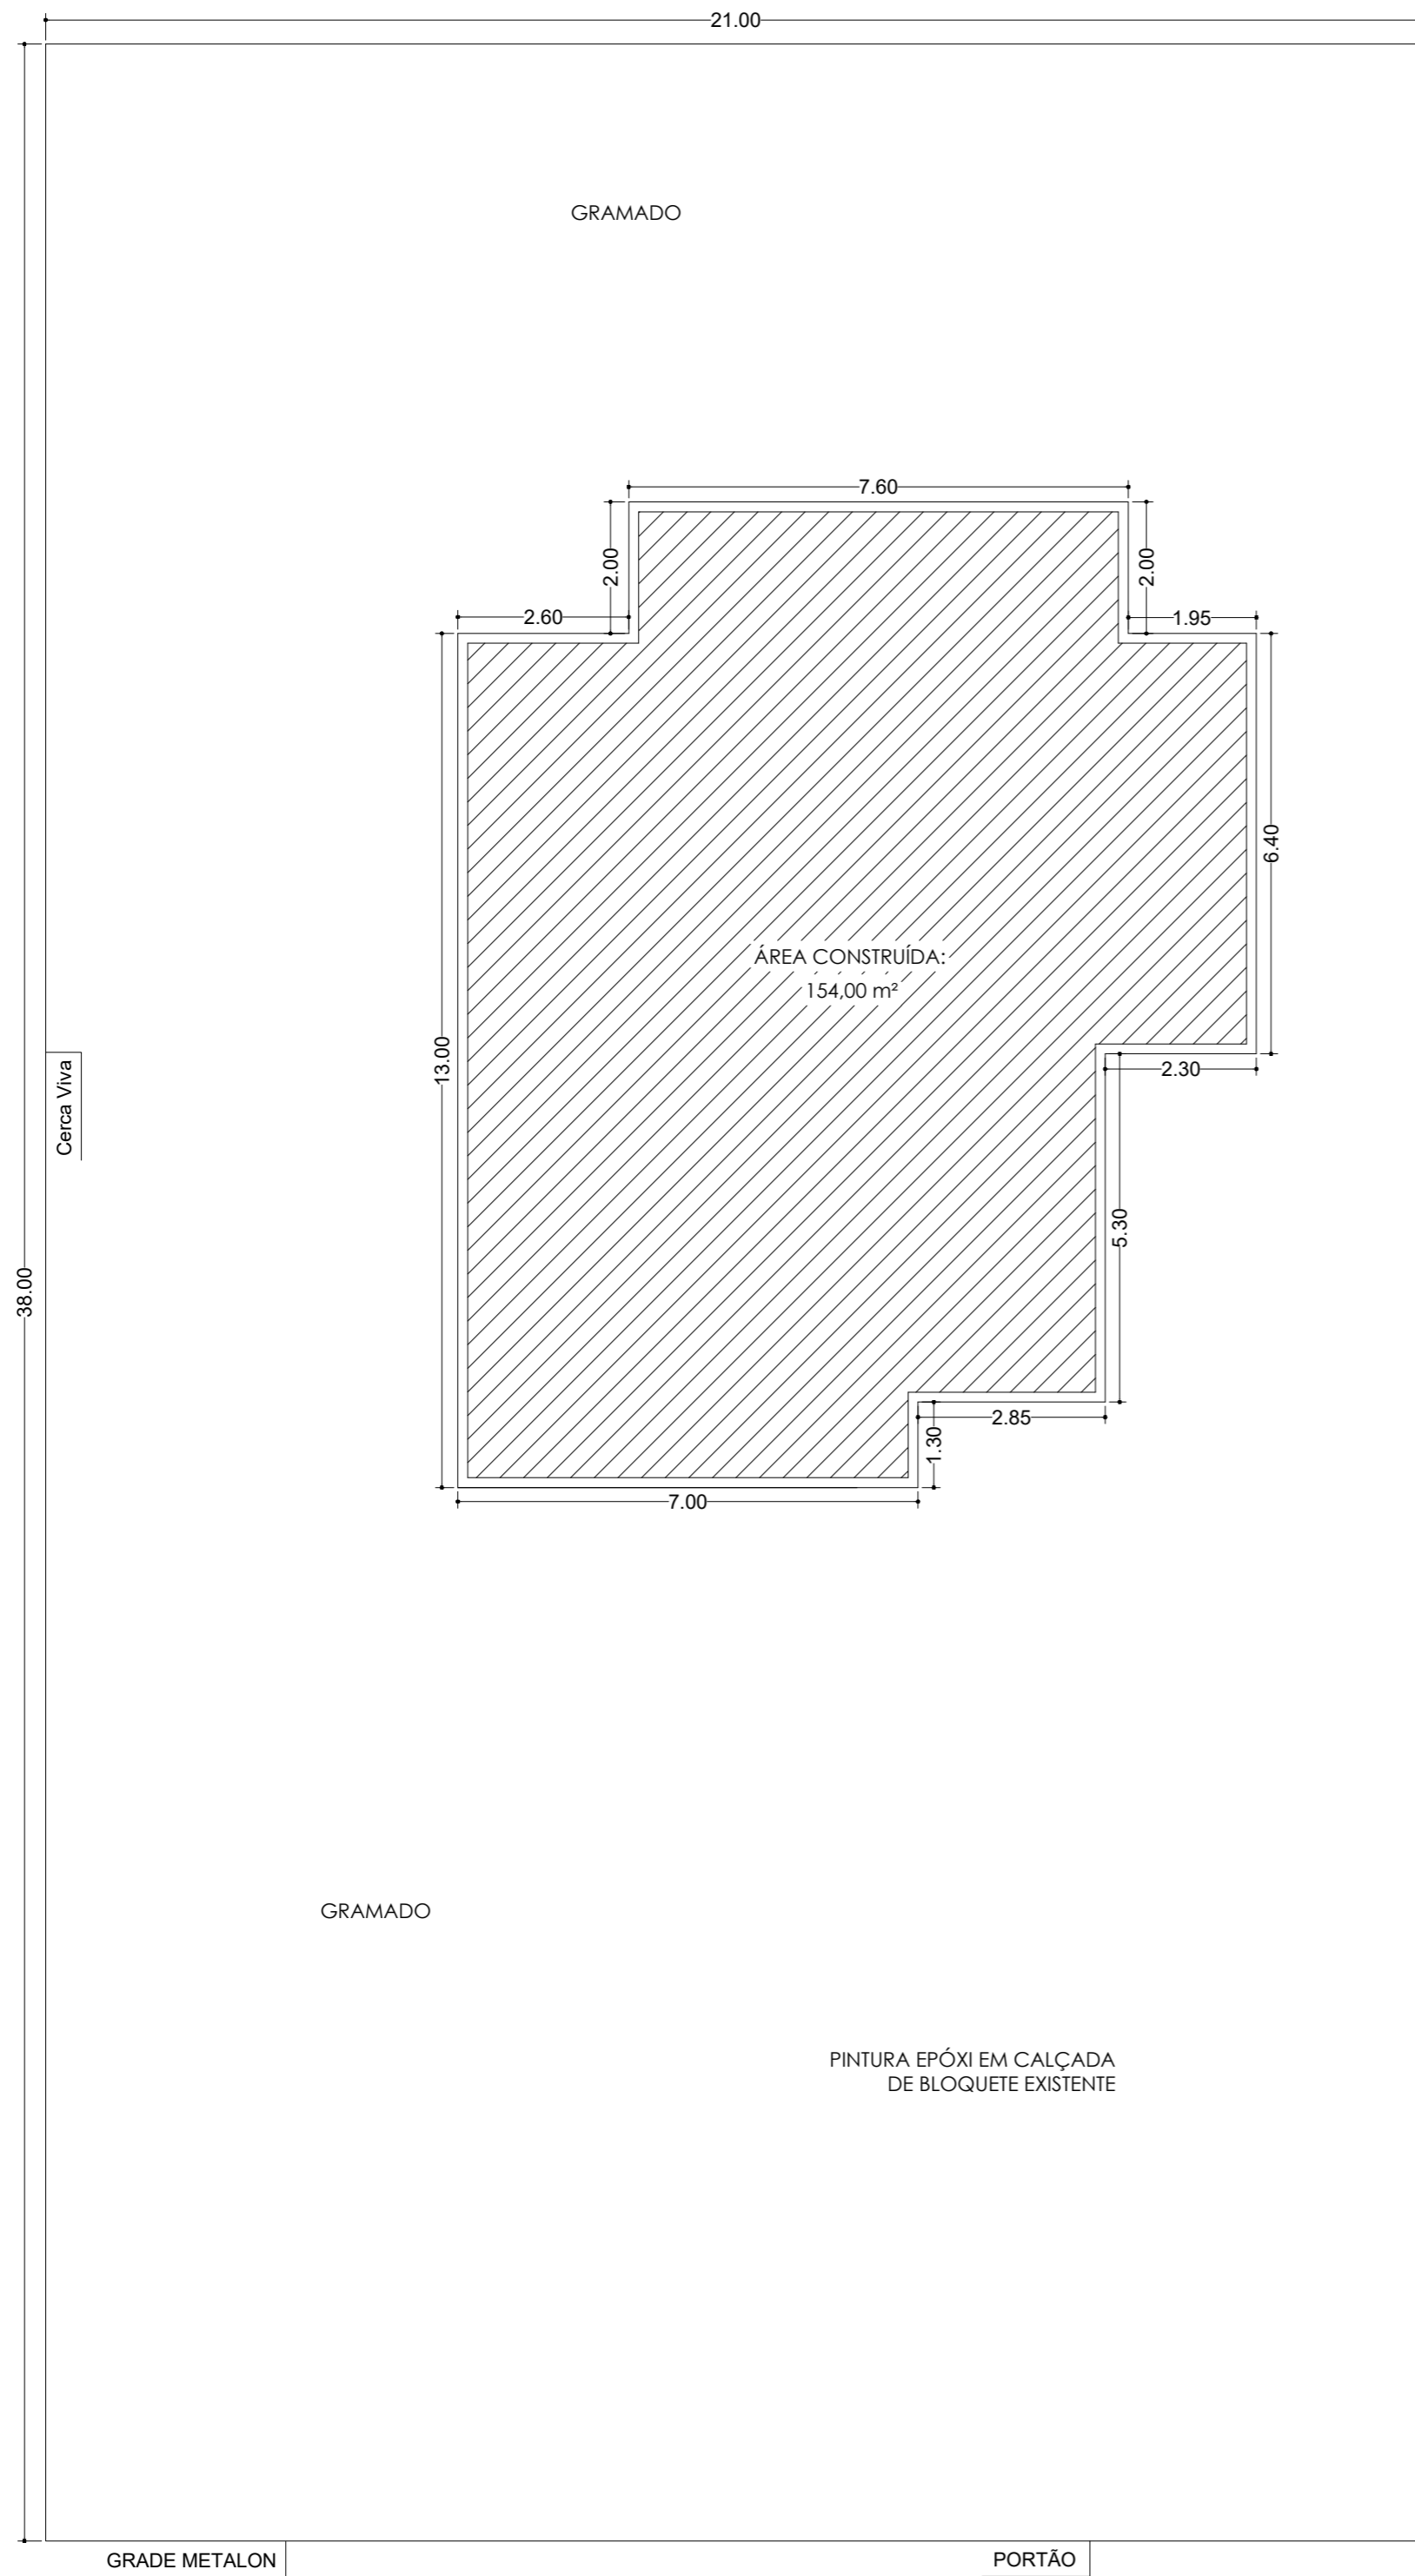 21.00
GRAMADO
7.60
2.00
2.00
2.60
1.95
6.40
ÁREA CONSTRUÍDA:
154,00 m²
13.00
Cerca Viva
2.30
5.30
38.00
2.85
1.30
7.00
GRAMADO
PINTURA EPÓXI EM CALÇADA
DE BLOQUETE EXISTENTE
GRADE METALON
PORTÃO